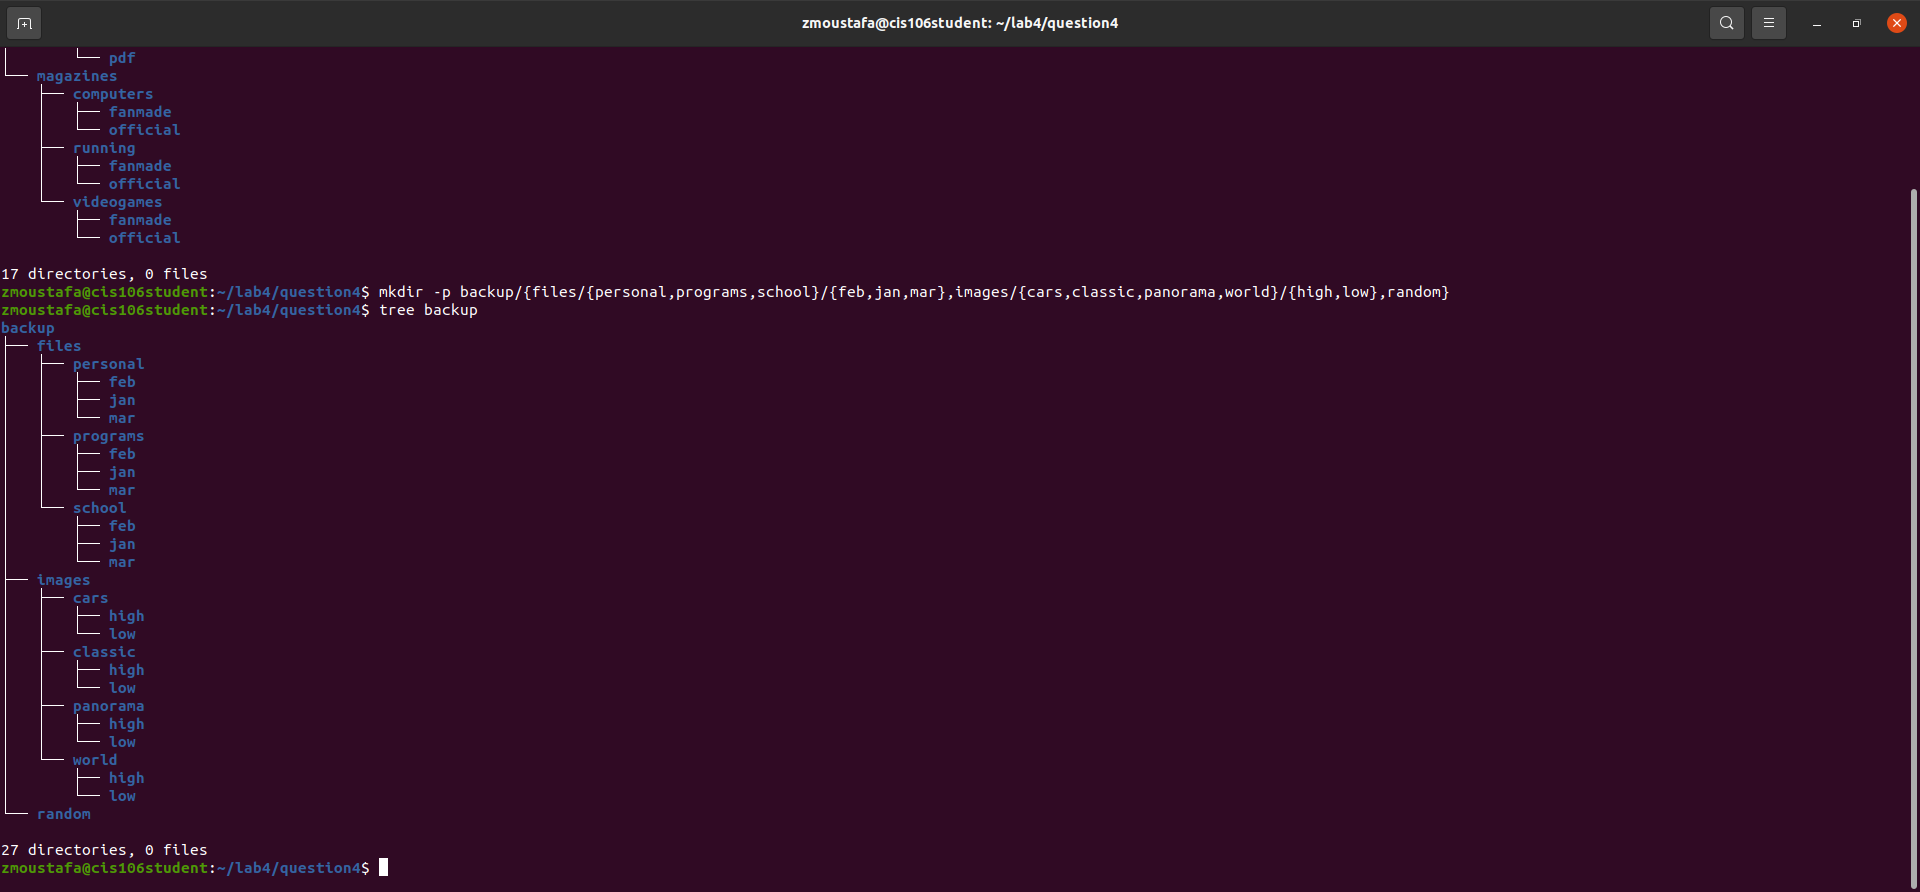 zmoustafa@cis106student: ~/lab4/question4
│       └── pdf
└── magazines
    ├── computers
    │   ├── fanmade
    │   └── official
    ├── running
    │   ├── fanmade
    │   └── official
    └── videogames
        ├── fanmade
        └── official
17 directories, 0 files
zmoustafa@cis106student:~/lab4/question4$ mkdir -p backup/{files/{personal,programs,school}/{feb,jan,mar},images/{cars,classic,panorama,world}/{high,low},random}
zmoustafa@cis106student:~/lab4/question4$ tree backup
backup
├── files
│   ├── personal
│   │   ├── feb
│   │   ├── jan
│   │   └── mar
│   ├── programs
│   │   ├── feb
│   │   ├── jan
│   │   └── mar
│   └── school
│       ├── feb
│       ├── jan
│       └── mar
├── images
│   ├── cars
│   │   ├── high
│   │   └── low
│   ├── classic
│   │   ├── high
│   │   └── low
│   ├── panorama
│   │   ├── high
│   │   └── low
│   └── world
│       ├── high
│       └── low
└── random
27 directories, 0 files
zmoustafa@cis106student:~/lab4/question4$